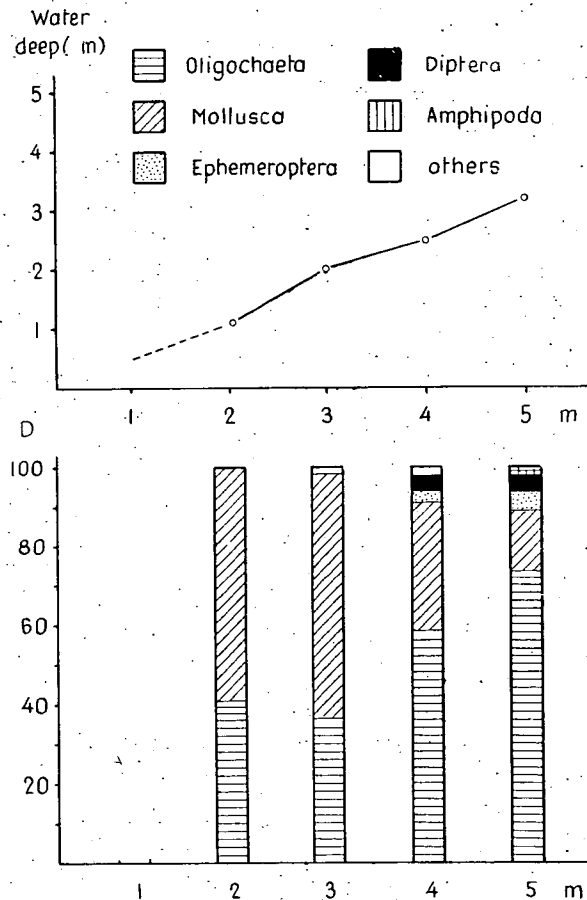 Water
deep( m)
Oligochaeta
Diptera
Mollusca
Amphipoda
Ephemeroptera
others
5
4
3
2
1
1 2 3 4 5 m
D
100
80
60
40
20
1 2 3 4 5 m